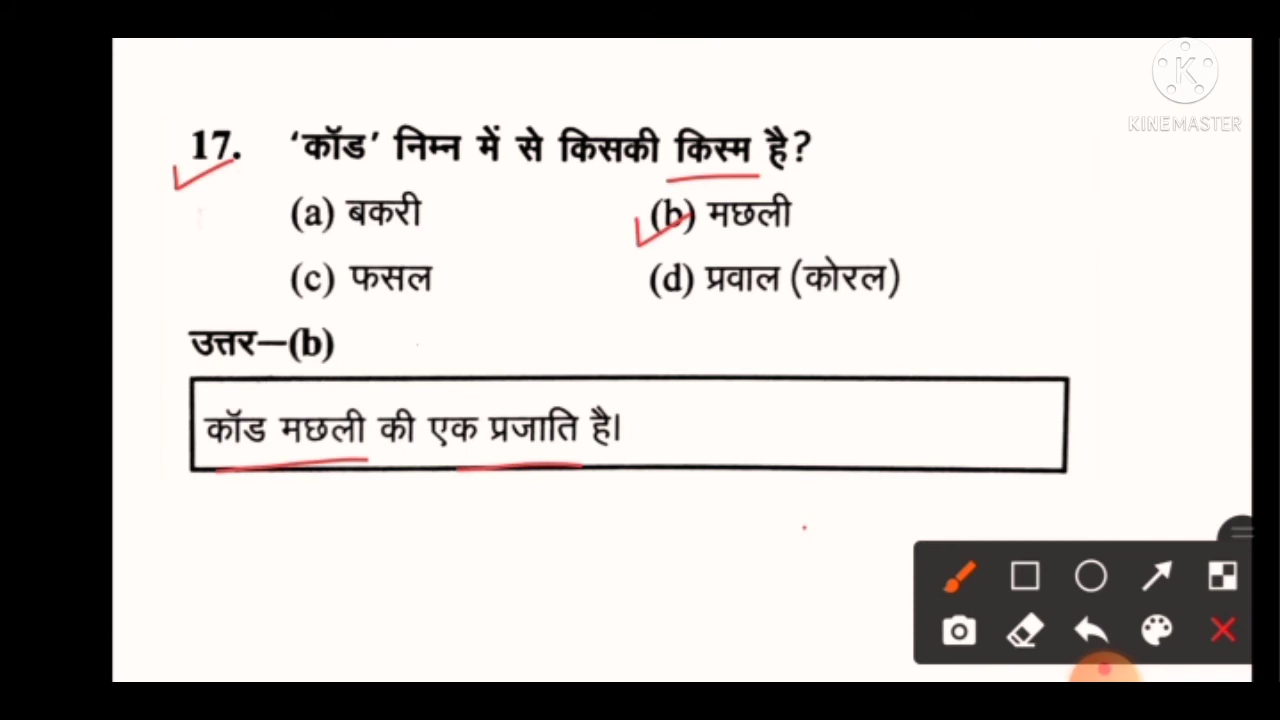 KINEMASTER
17. ‘कॉड’ निम्न में से किसकी किस्म है?
(a) बकरी (b) मछली
(c) फसल (d) प्रवाल (कोरल)
उत्तर—(b)
कॉड मछली की एक प्रजाति है।